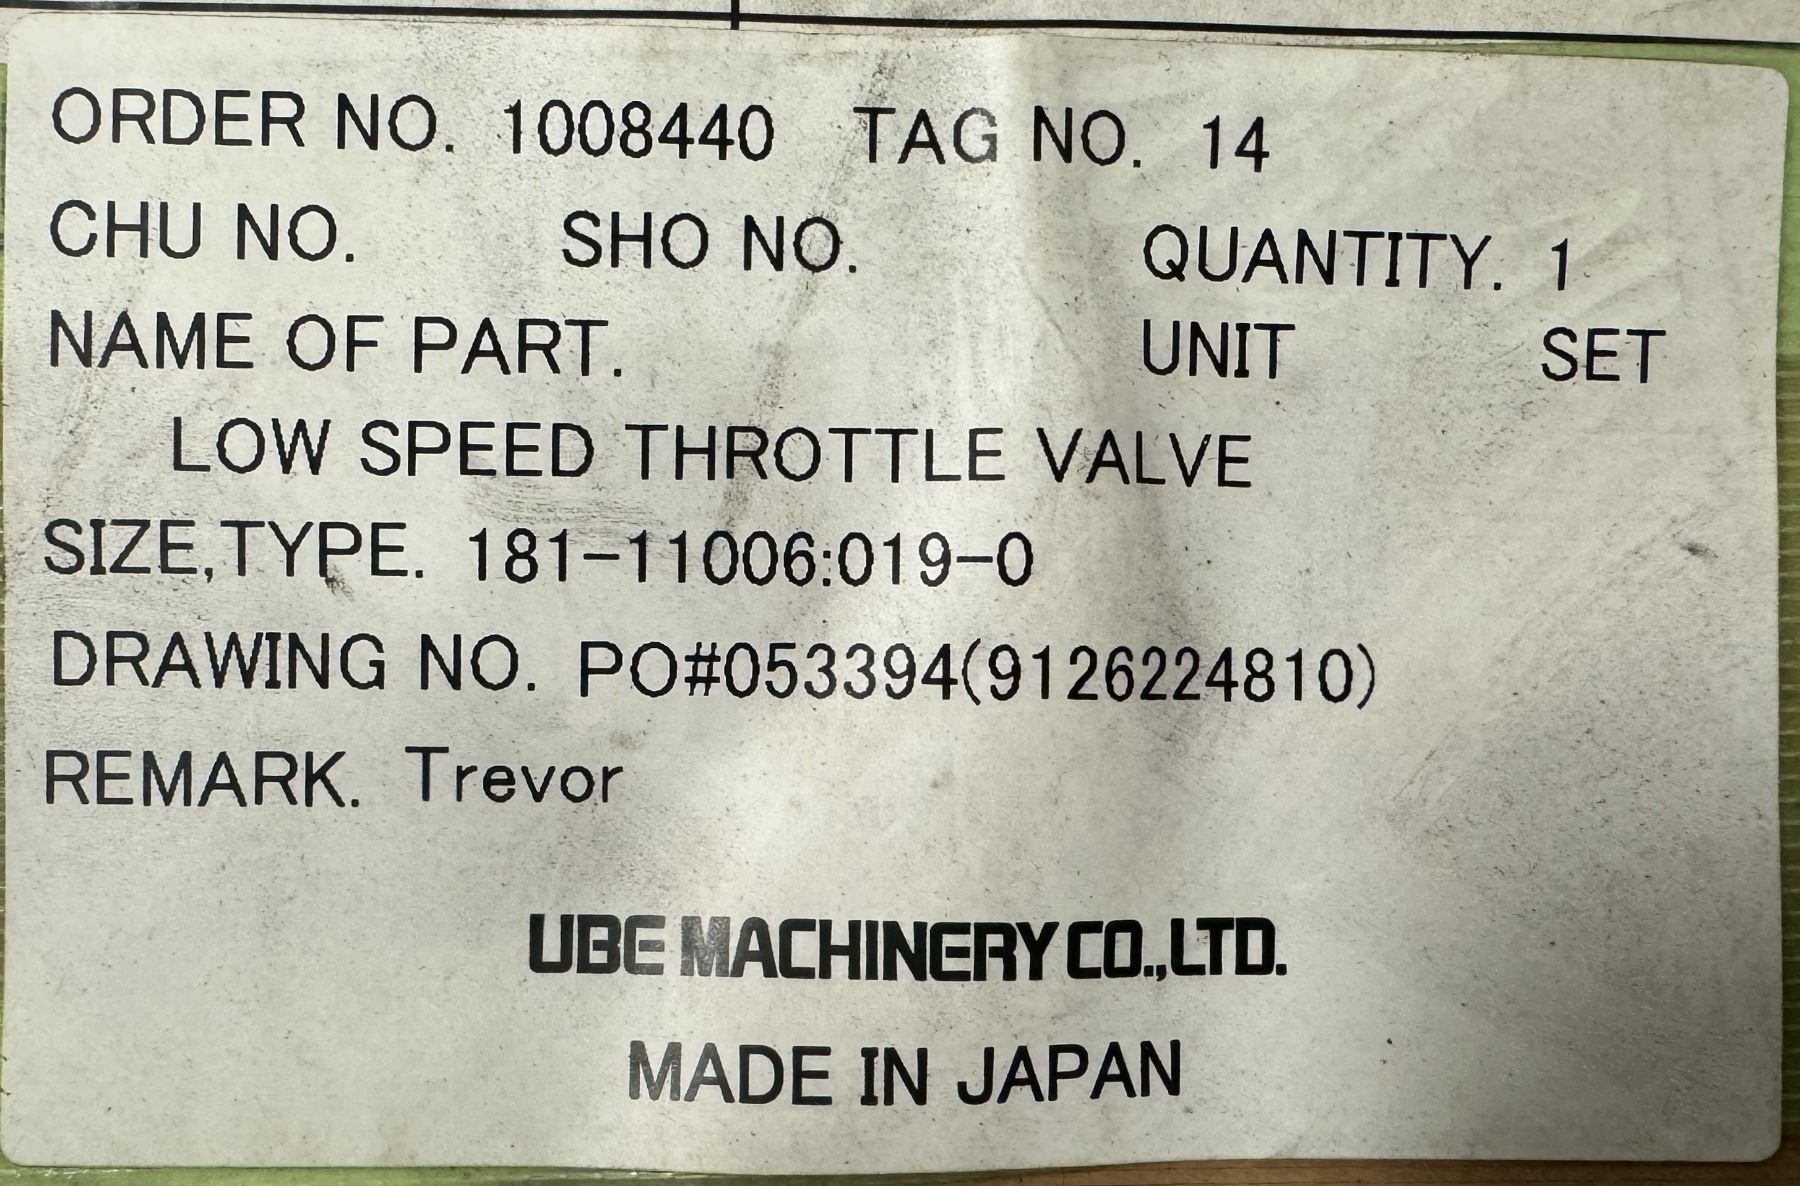 ORDER NO. 1008440 TAG NO. 14
CHU NO. SHO NO. QUANTITY. 1
NAME OF PART. UNIT SET
LOW SPEED THROTTLE VALVE
SIZE,TYPE. 181-11006:019-0
DRAWING NO. PO#053394(9126224810)
REMARK. Trevor
UBE MACHINERY CO.,LTD.
MADE IN JAPAN